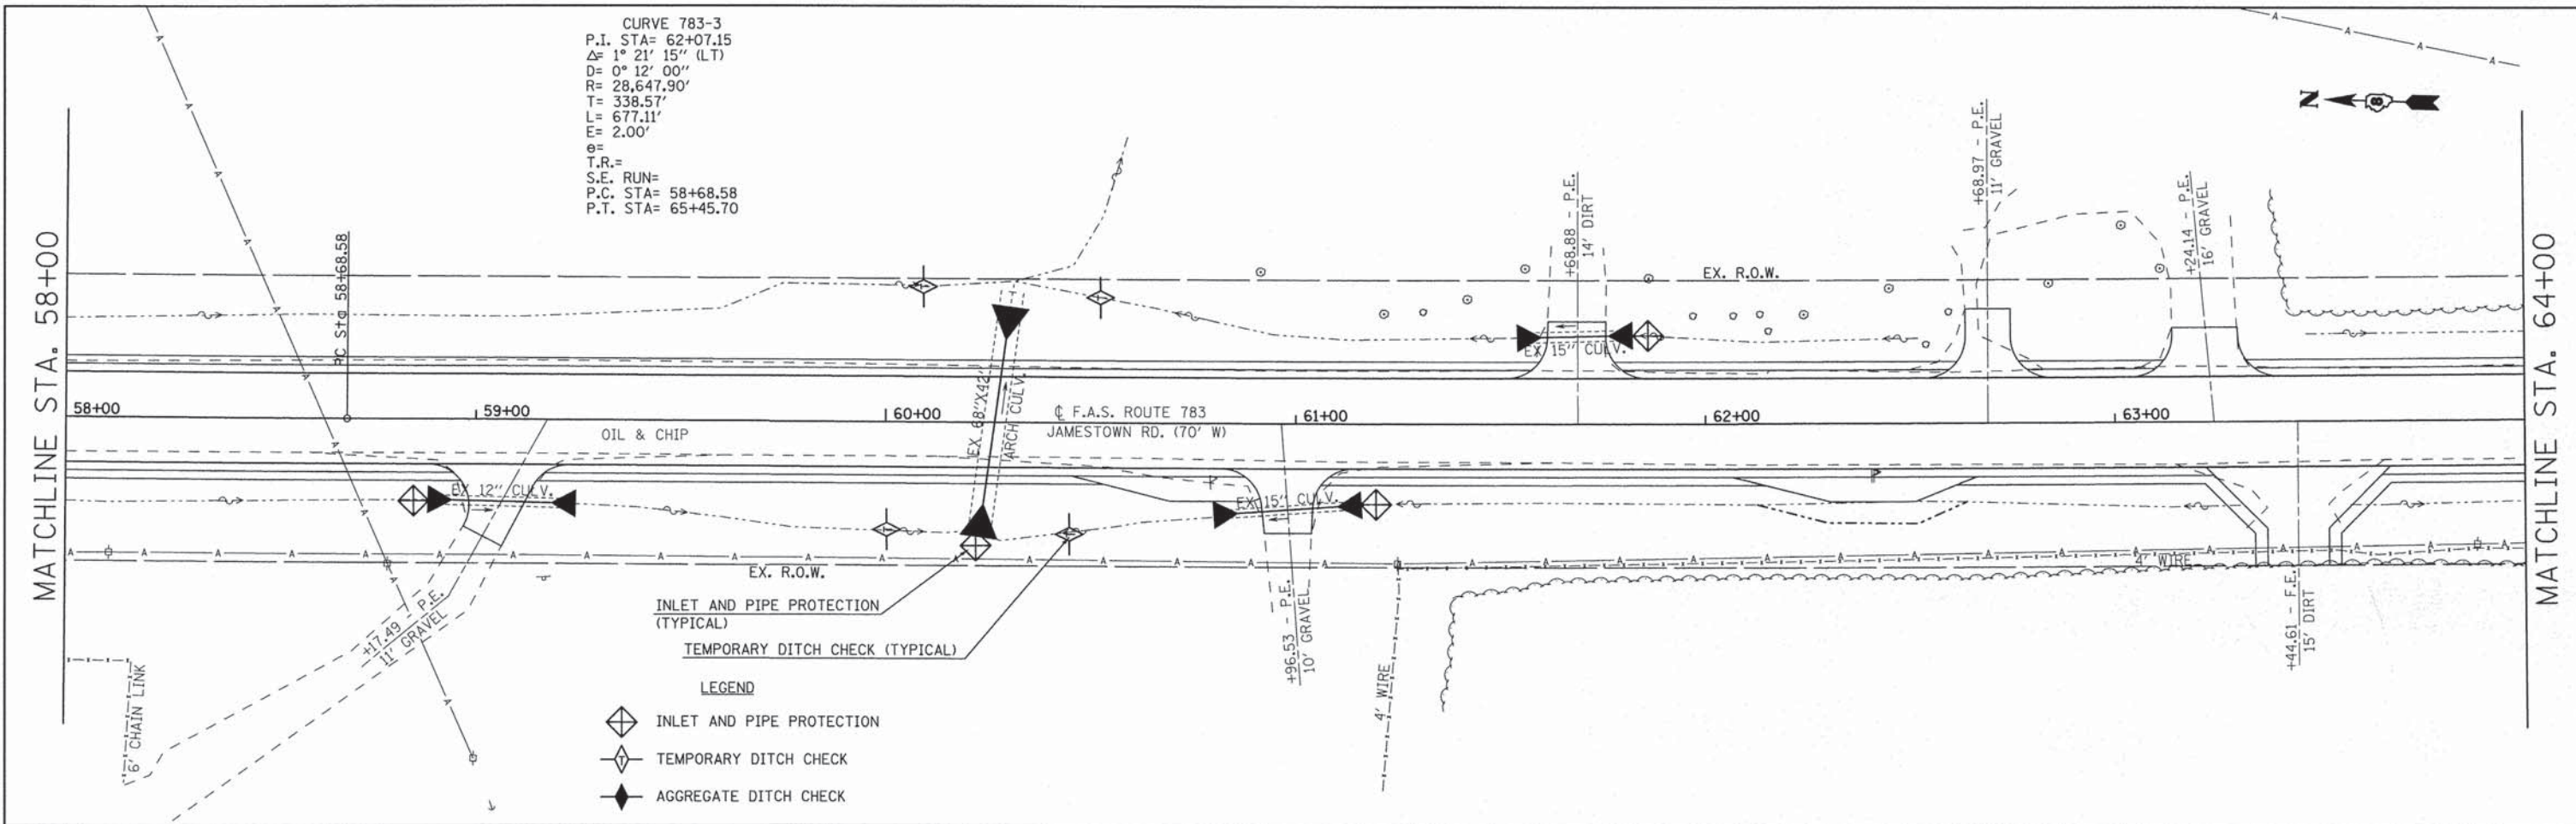 CURVE 783-3
P.I. STA= 62+07.15
Δ= 1° 21' 15" (LT)
D= 0° 12' 00"
R= 28,647.90'
T= 338.57'
L= 677.11'
E= 2.00'
e=
T.R.=
S.E. RUN=
P.C. STA= 58+68.58
P.T. STA= 65+45.70
N
MATCHLINE STA. 58+00
MATCHLINE STA. 64+00
PC Sta 58+68.58
+68.88 - P.E.
14' DIRT
+68.97 - P.E.
11' GRAVEL
+24.14 - P.E.
16' GRAVEL
EX. R.O.W.
EX 15" CULV.
58+00
59+00
60+00
61+00
62+00
63+00
OIL & CHIP
℄ F.A.S. ROUTE 783
JAMESTOWN RD. (70' W)
EX 68"X42"
ARCH CULV.
EX 12" CULV.
EX 15" CULV.
EX. R.O.W.
4' WIRE
+17.49 - P.E.
11' GRAVEL
+96.53 - P.E.
10' GRAVEL
+44.61 - F.E.
15' DIRT
4' WIRE
6' CHAIN LINK
INLET AND PIPE PROTECTION
(TYPICAL)
TEMPORARY DITCH CHECK (TYPICAL)
LEGEND
INLET AND PIPE PROTECTION
T TEMPORARY DITCH CHECK
AGGREGATE DITCH CHECK